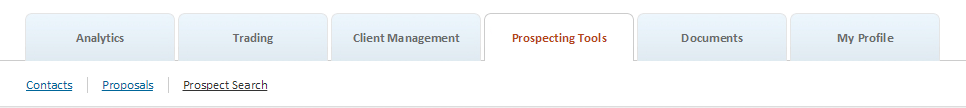 Analytics Trading Client Management Prospecting Tools Documents My Profile
Contacts Proposals Prospect Search